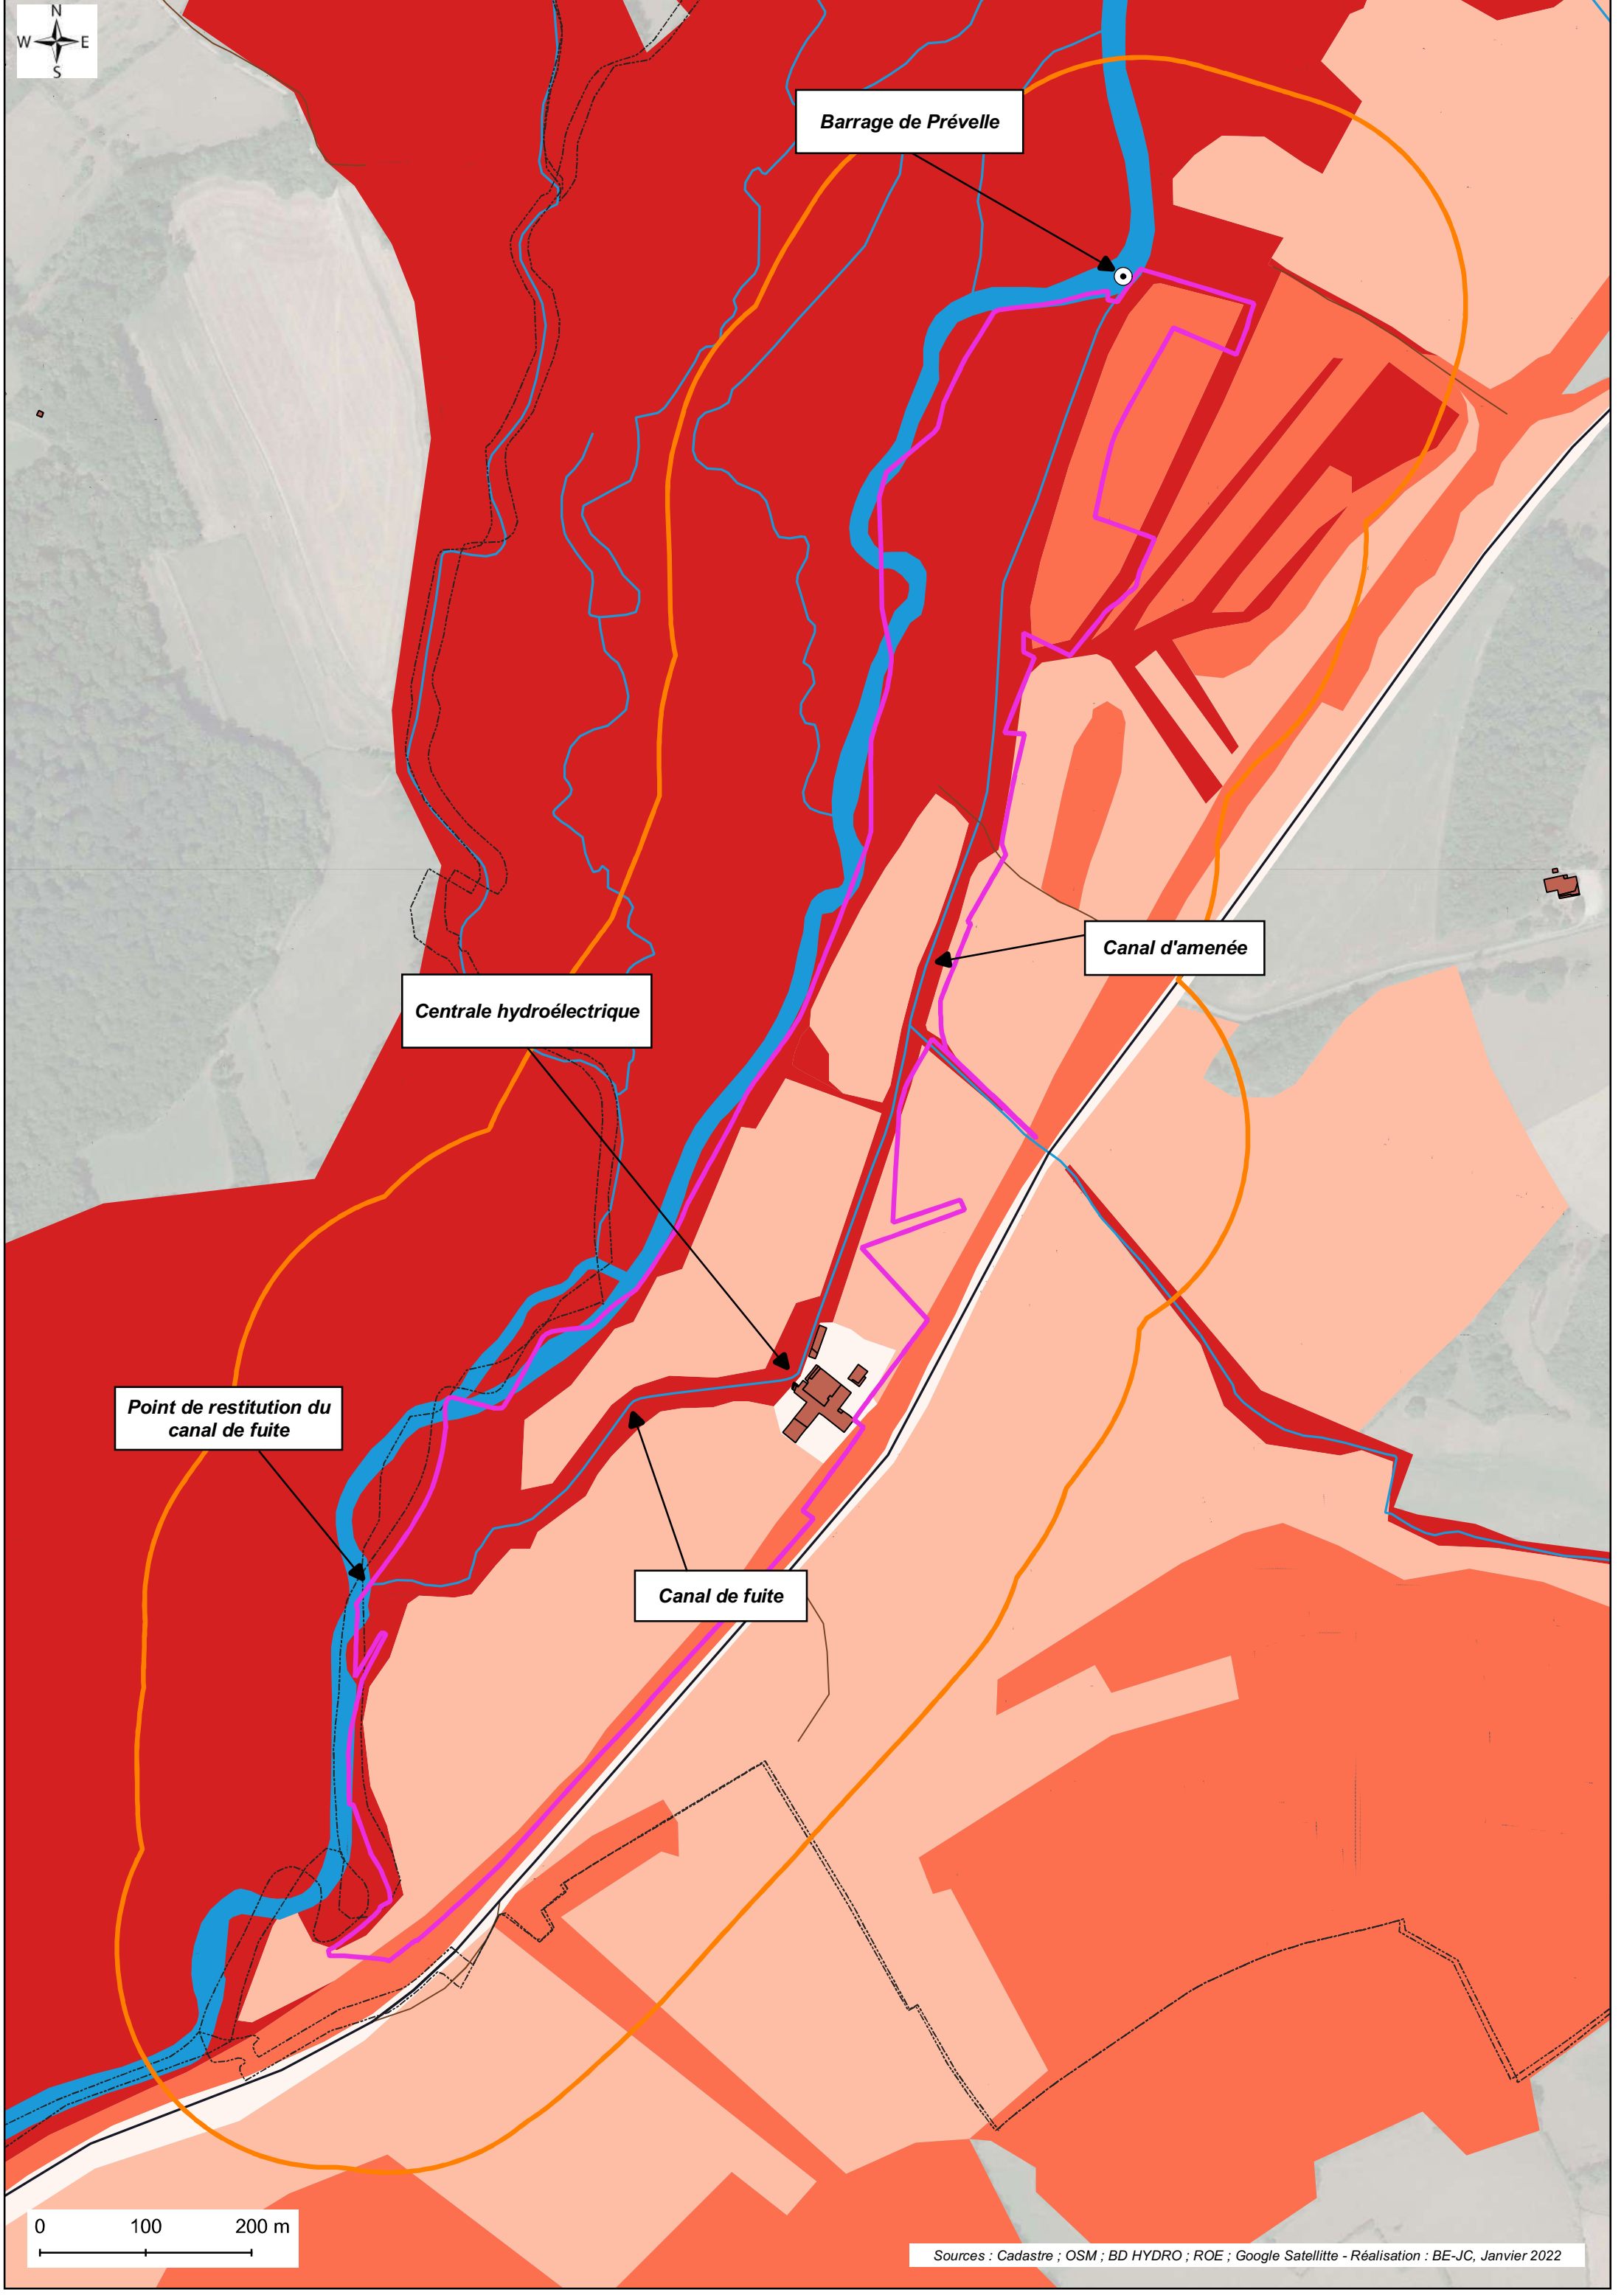 N
W E
S
Barrage de Prévelle
Canal d'amenée
Centrale hydroélectrique
Point de restitution du
canal de fuite
Canal de fuite
0 100 200 m
Sources : Cadastre ; OSM ; BD HYDRO ; ROE ; Google Satellitte - Réalisation : BE-JC, Janvier 2022